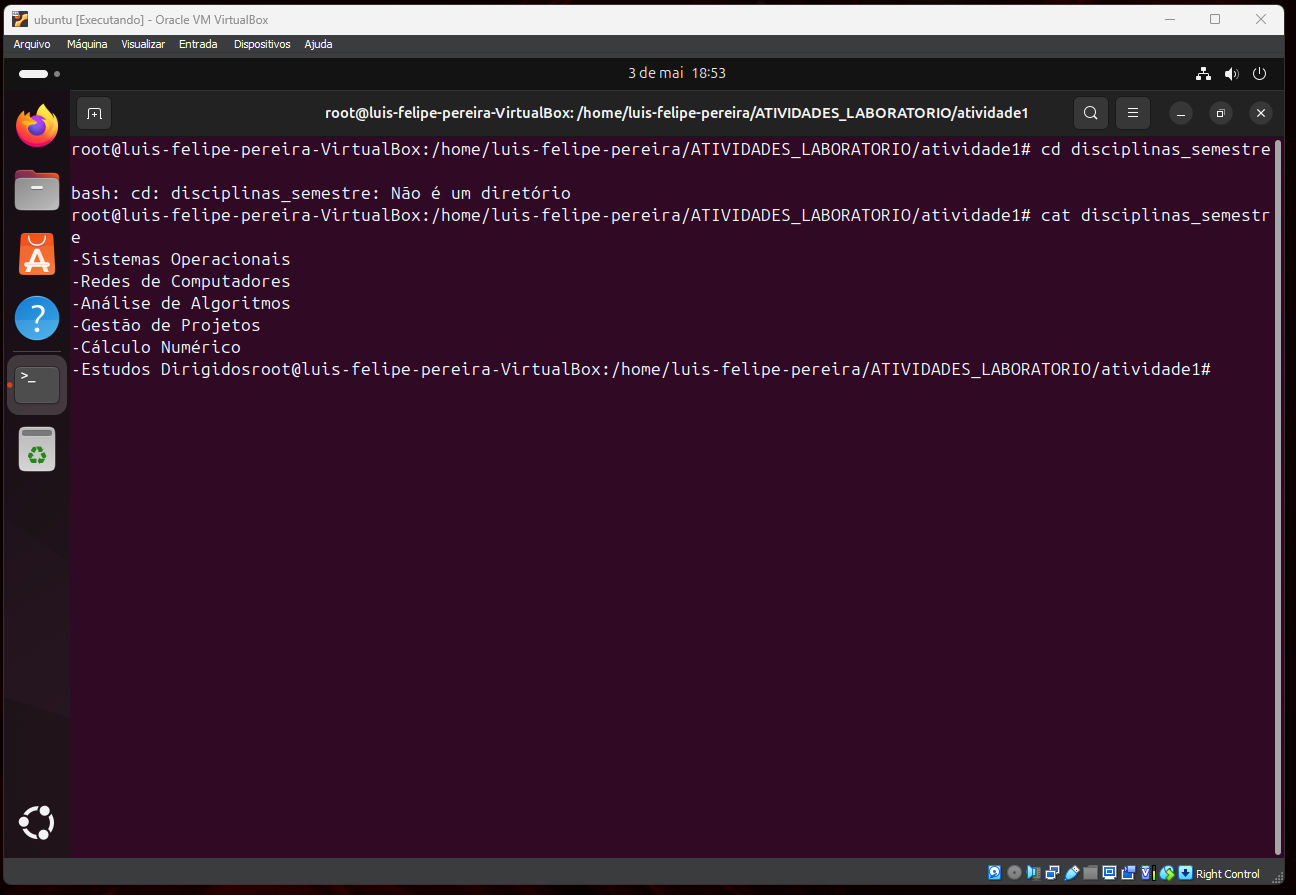 ubuntu [Executando] - Oracle VM VirtualBox
Arquivo Máquina Visualizar Entrada Dispositivos Ajuda
3 de mai 18:53
root@luis-felipe-pereira-VirtualBox: /home/luis-felipe-pereira/ATIVIDADES_LABORATORIO/atividade1
root@luis-felipe-pereira-VirtualBox:/home/luis-felipe-pereira/ATIVIDADES_LABORATORIO/atividade1# cd disciplinas_semestre
bash: cd: disciplinas_semestre: Não é um diretório
root@luis-felipe-pereira-VirtualBox:/home/luis-felipe-pereira/ATIVIDADES_LABORATORIO/atividade1# cat disciplinas_semestr
e
-Sistemas Operacionais
-Redes de Computadores
-Análise de Algoritmos
-Gestão de Projetos
-Cálculo Numérico
-Estudos Dirigidosroot@luis-felipe-pereira-VirtualBox:/home/luis-felipe-pereira/ATIVIDADES_LABORATORIO/atividade1#
Right Control